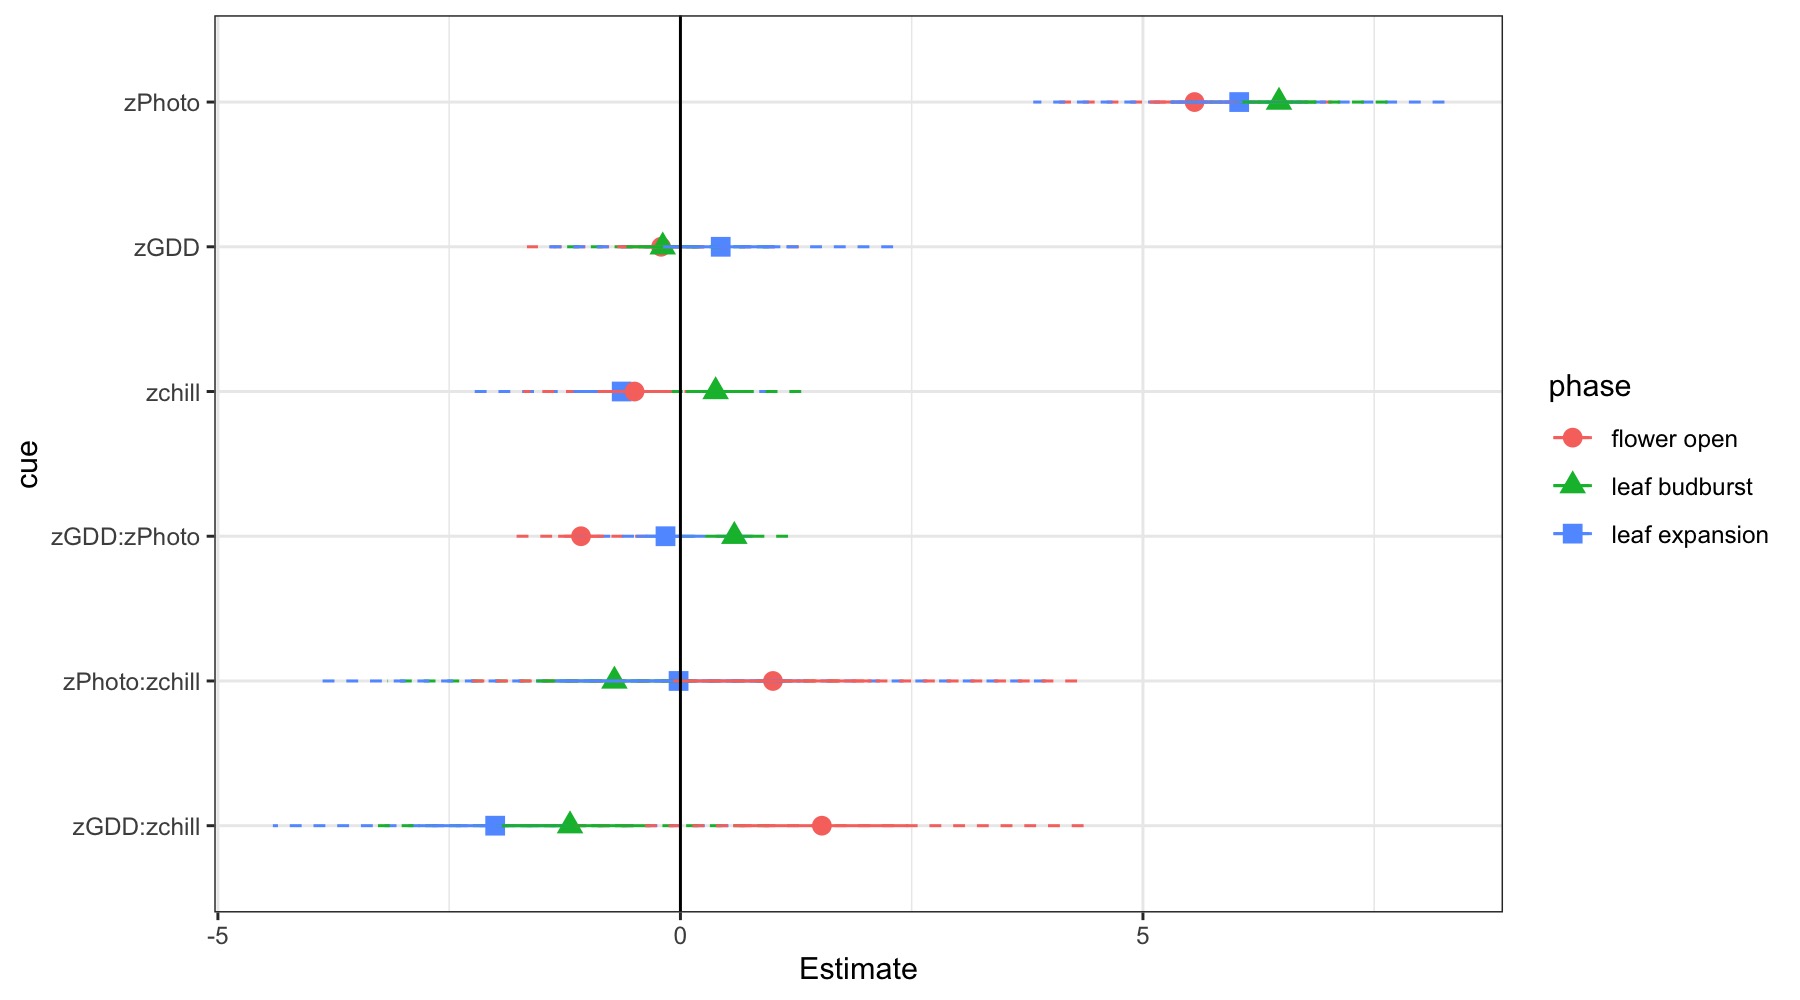 zPhoto
zGDD
zchill
zGDD:zPhoto
zPhoto:zchill
zGDD:zchill
cue
-5
0
5
Estimate
phase
flower open
leaf budburst
leaf expansion